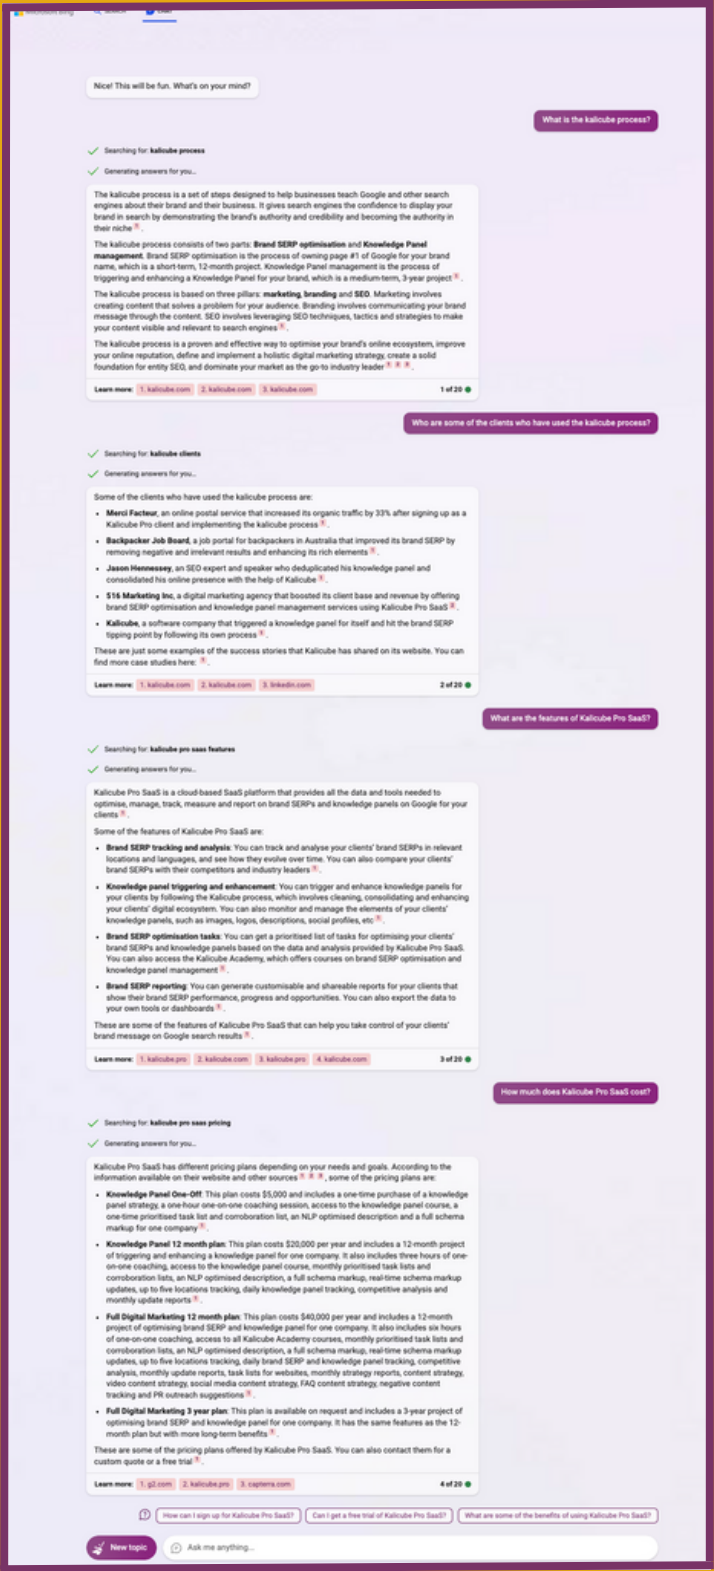 Microsoft Bing
SEARCH
CHAT
Nice! This will be fun. What's on your mind?
What is the kalicube process?
Searching for: kalicube process
Generating answers for you...
The kalicube process is a set of steps designed to help businesses teach Google and other search
engines about their brand and their business. It gives search engines the confidence to display your
brand in search by demonstrating the brand's authority and credibility and becoming the authority in
their niche 1 .
The kalicube process consists of two parts: Brand SERP optimisation and Knowledge Panel
management. Brand SERP optimisation is the process of owning page #1 of Google for your brand
name, which is a short-term, 12-month project. Knowledge Panel management is the process of
triggering and enhancing a Knowledge Panel for your brand, which is a medium-term, 3-year project 1 .
The kalicube process is based on three pillars: marketing, branding and SEO. Marketing involves
creating content that solves a problem for your audience. Branding involves communicating your brand
message through the content. SEO involves leveraging SEO techniques, tactics and strategies to make
your content visible and relevant to search engines 1 .
The kalicube process is a proven and effective way to optimise your brand's online ecosystem, improve
your online reputation, define and implement a holistic digital marketing strategy, create a solid
foundation for entity SEO, and dominate your market as the go-to industry leader 1 2 3 .
Learn more: 1. kalicube.com 2. kalicube.com 3. kalicube.com 1 of 20
Who are some of the clients who have used the kalicube process?
Searching for: kalicube clients
Generating answers for you...
Some of the clients who have used the kalicube process are:
• Merci Facteur, an online postal service that increased its organic traffic by 33% after signing up as a
Kalicube Pro client and implementing the kalicube process 1 .
• Backpacker Job Board, a job portal for backpackers in Australia that improved its brand SERP by
removing negative and irrelevant results and enhancing its rich elements 1 .
• Jason Hennessey, an SEO expert and speaker who deduplicated his knowledge panel and
consolidated his online presence with the help of Kalicube 1 .
• 516 Marketing Inc, a digital marketing agency that boosted its client base and revenue by offering
brand SERP optimisation and knowledge panel management services using Kalicube Pro SaaS 2 .
• Kalicube, a software company that triggered a knowledge panel for itself and hit the brand SERP
tipping point by following its own process 1 .
These are just some examples of the success stories that Kalicube has shared on its website. You can
find more case studies here: 1 .
Learn more: 1. kalicube.com 2. kalicube.com 3. linkedin.com 2 of 20
What are the features of Kalicube Pro SaaS?
Searching for: kalicube pro saas features
Generating answers for you...
Kalicube Pro SaaS is a cloud-based SaaS platform that provides all the data and tools needed to
optimise, manage, track, measure and report on brand SERPs and knowledge panels on Google for your
clients 1 .
Some of the features of Kalicube Pro SaaS are:
• Brand SERP tracking and analysis: You can track and analyse your clients' brand SERPs in relevant
locations and languages, and see how they evolve over time. You can also compare your clients'
brand SERPs with their competitors and industry leaders 1 .
• Knowledge panel triggering and enhancement: You can trigger and enhance knowledge panels for
your clients by following the Kalicube process, which involves cleaning, consolidating and enhancing
your clients' digital ecosystem. You can also monitor and manage the elements of your clients'
knowledge panels, such as images, logos, descriptions, social profiles, etc 1 .
• Brand SERP optimisation tasks: You can get a prioritised list of tasks for optimising your clients'
brand SERPs and knowledge panels based on the data and analysis provided by Kalicube Pro SaaS.
You can also access the Kalicube Academy, which offers courses on brand SERP optimisation and
knowledge panel management 1 .
• Brand SERP reporting: You can generate customisable and shareable reports for your clients that
show their brand SERP performance, progress and opportunities. You can also export the data to
your own tools or dashboards 1 .
These are some of the features of Kalicube Pro SaaS that can help you take control of your clients'
brand message on Google search results 1 .
Learn more: 1. kalicube.pro 2. kalicube.com 3. kalicube.pro 4. kalicube.com 3 of 20
How much does Kalicube Pro SaaS cost?
Searching for: kalicube pro saas pricing
Generating answers for you...
Kalicube Pro SaaS has different pricing plans depending on your needs and goals. According to the
information available on their website and other sources 1 2 3 , some of the pricing plans are:
• Knowledge Panel One-Off: This plan costs $5,000 and includes a one-time purchase of a knowledge
panel strategy, a one-hour one-on-one coaching session, access to the knowledge panel course, a
one-time prioritised task list and corroboration list, an NLP optimised description and a full schema
markup for one company 1 .
• Knowledge Panel 12 month plan: This plan costs $20,000 per year and includes a 12-month project
of triggering and enhancing a knowledge panel for one company. It also includes three hours of one-
on-one coaching, access to the knowledge panel course, monthly prioritised task lists and
corroboration lists, an NLP optimised description, a full schema markup, real-time schema markup
updates, up to five locations tracking, daily knowledge panel tracking, competitive analysis and
monthly update reports 1 .
• Full Digital Marketing 12 month plan: This plan costs $40,000 per year and includes a 12-month
project of optimising brand SERP and knowledge panel for one company. It also includes six hours
of one-on-one coaching, access to all Kalicube Academy courses, monthly prioritised task lists and
corroboration lists, an NLP optimised description, a full schema markup, real-time schema markup
updates, up to five locations tracking, daily brand SERP and knowledge panel tracking, competitive
analysis, monthly update reports, task lists for websites, monthly strategy reports, content strategy,
video content strategy, social media content strategy, FAQ content strategy, negative content
tracking and PR outreach suggestions 1 .
• Full Digital Marketing 3 year plan: This plan is available on request and includes a 3-year project of
optimising brand SERP and knowledge panel for one company. It has the same features as the 12-
month plan but with more long-term benefits 1 .
These are some of the pricing plans offered by Kalicube Pro SaaS. You can also contact them for a
custom quote or a free trial 1 .
Learn more: 1. g2.com 2. kalicube.pro 3. capterra.com 4 of 20
How can I sign up for Kalicube Pro SaaS? Can I get a free trial of Kalicube Pro SaaS? What are some of the benefits of using Kalicube Pro SaaS?
New topic Ask me anything...